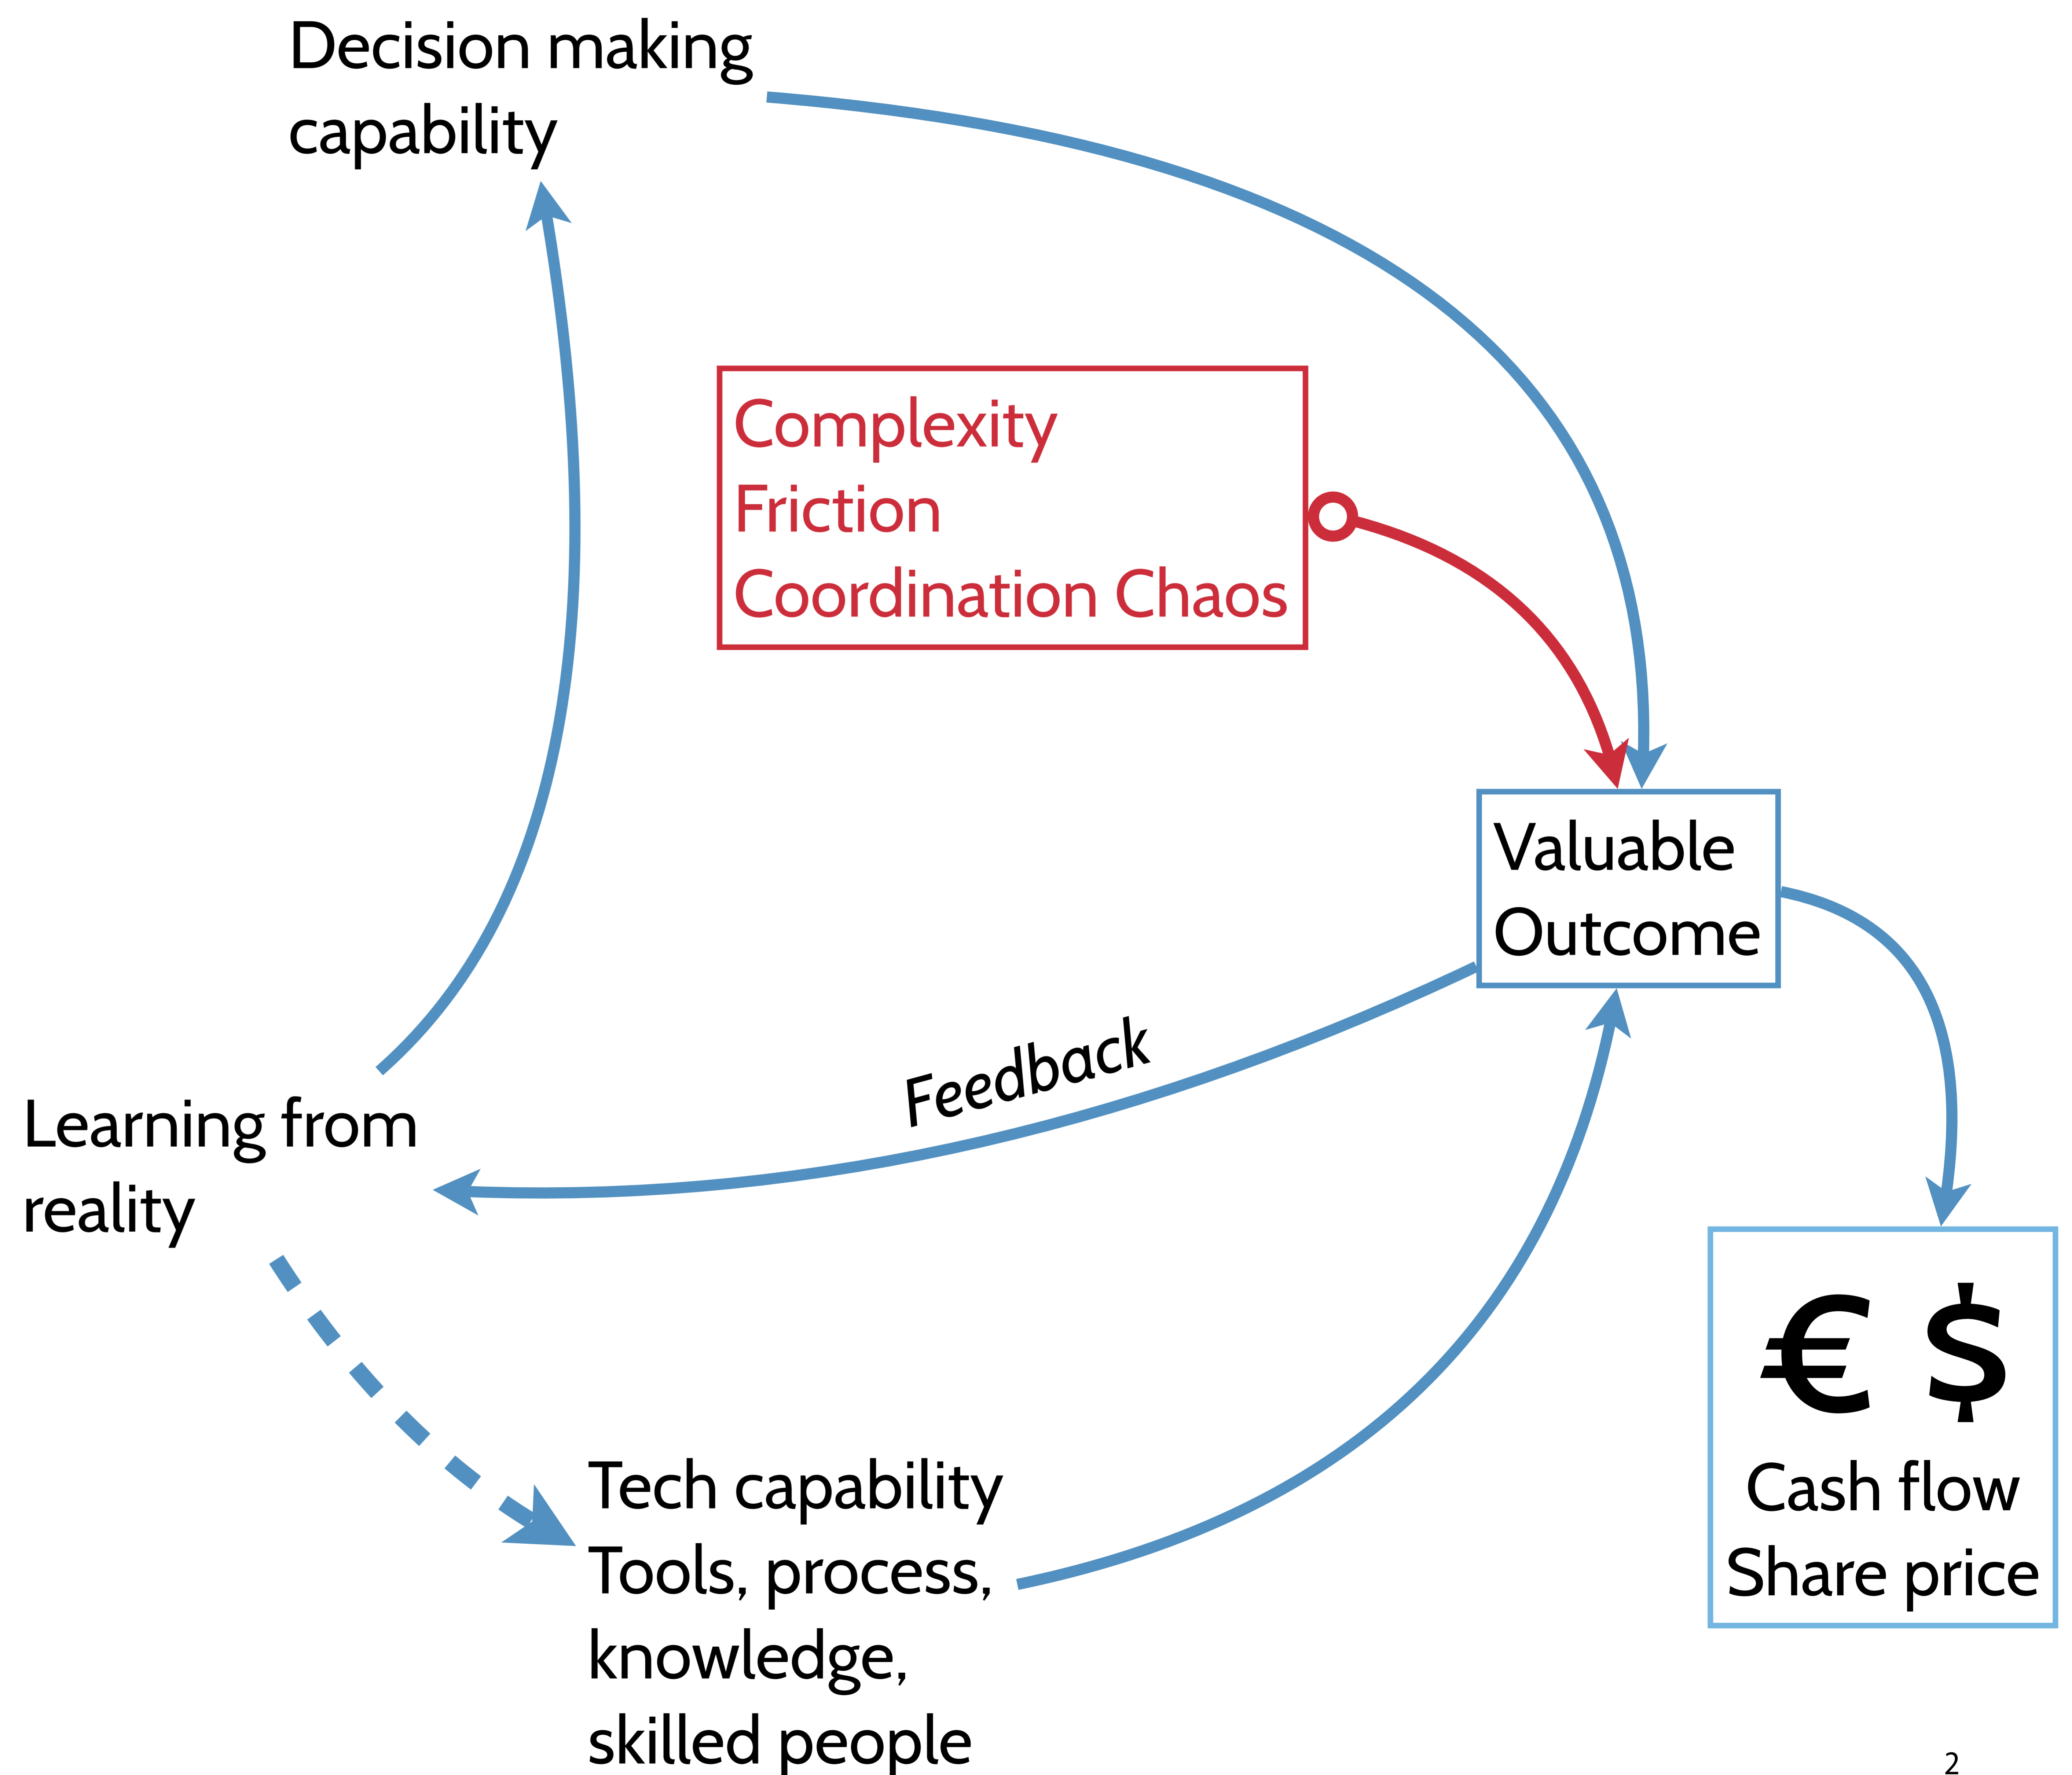 Decision making
capability
Complexity
Friction
Coordination Chaos
Valuable
Outcome
Feedback
Learning from
reality
€ $
Cash flow
Share price
Tech capability
Tools, process,
knowledge,
skilled people
2